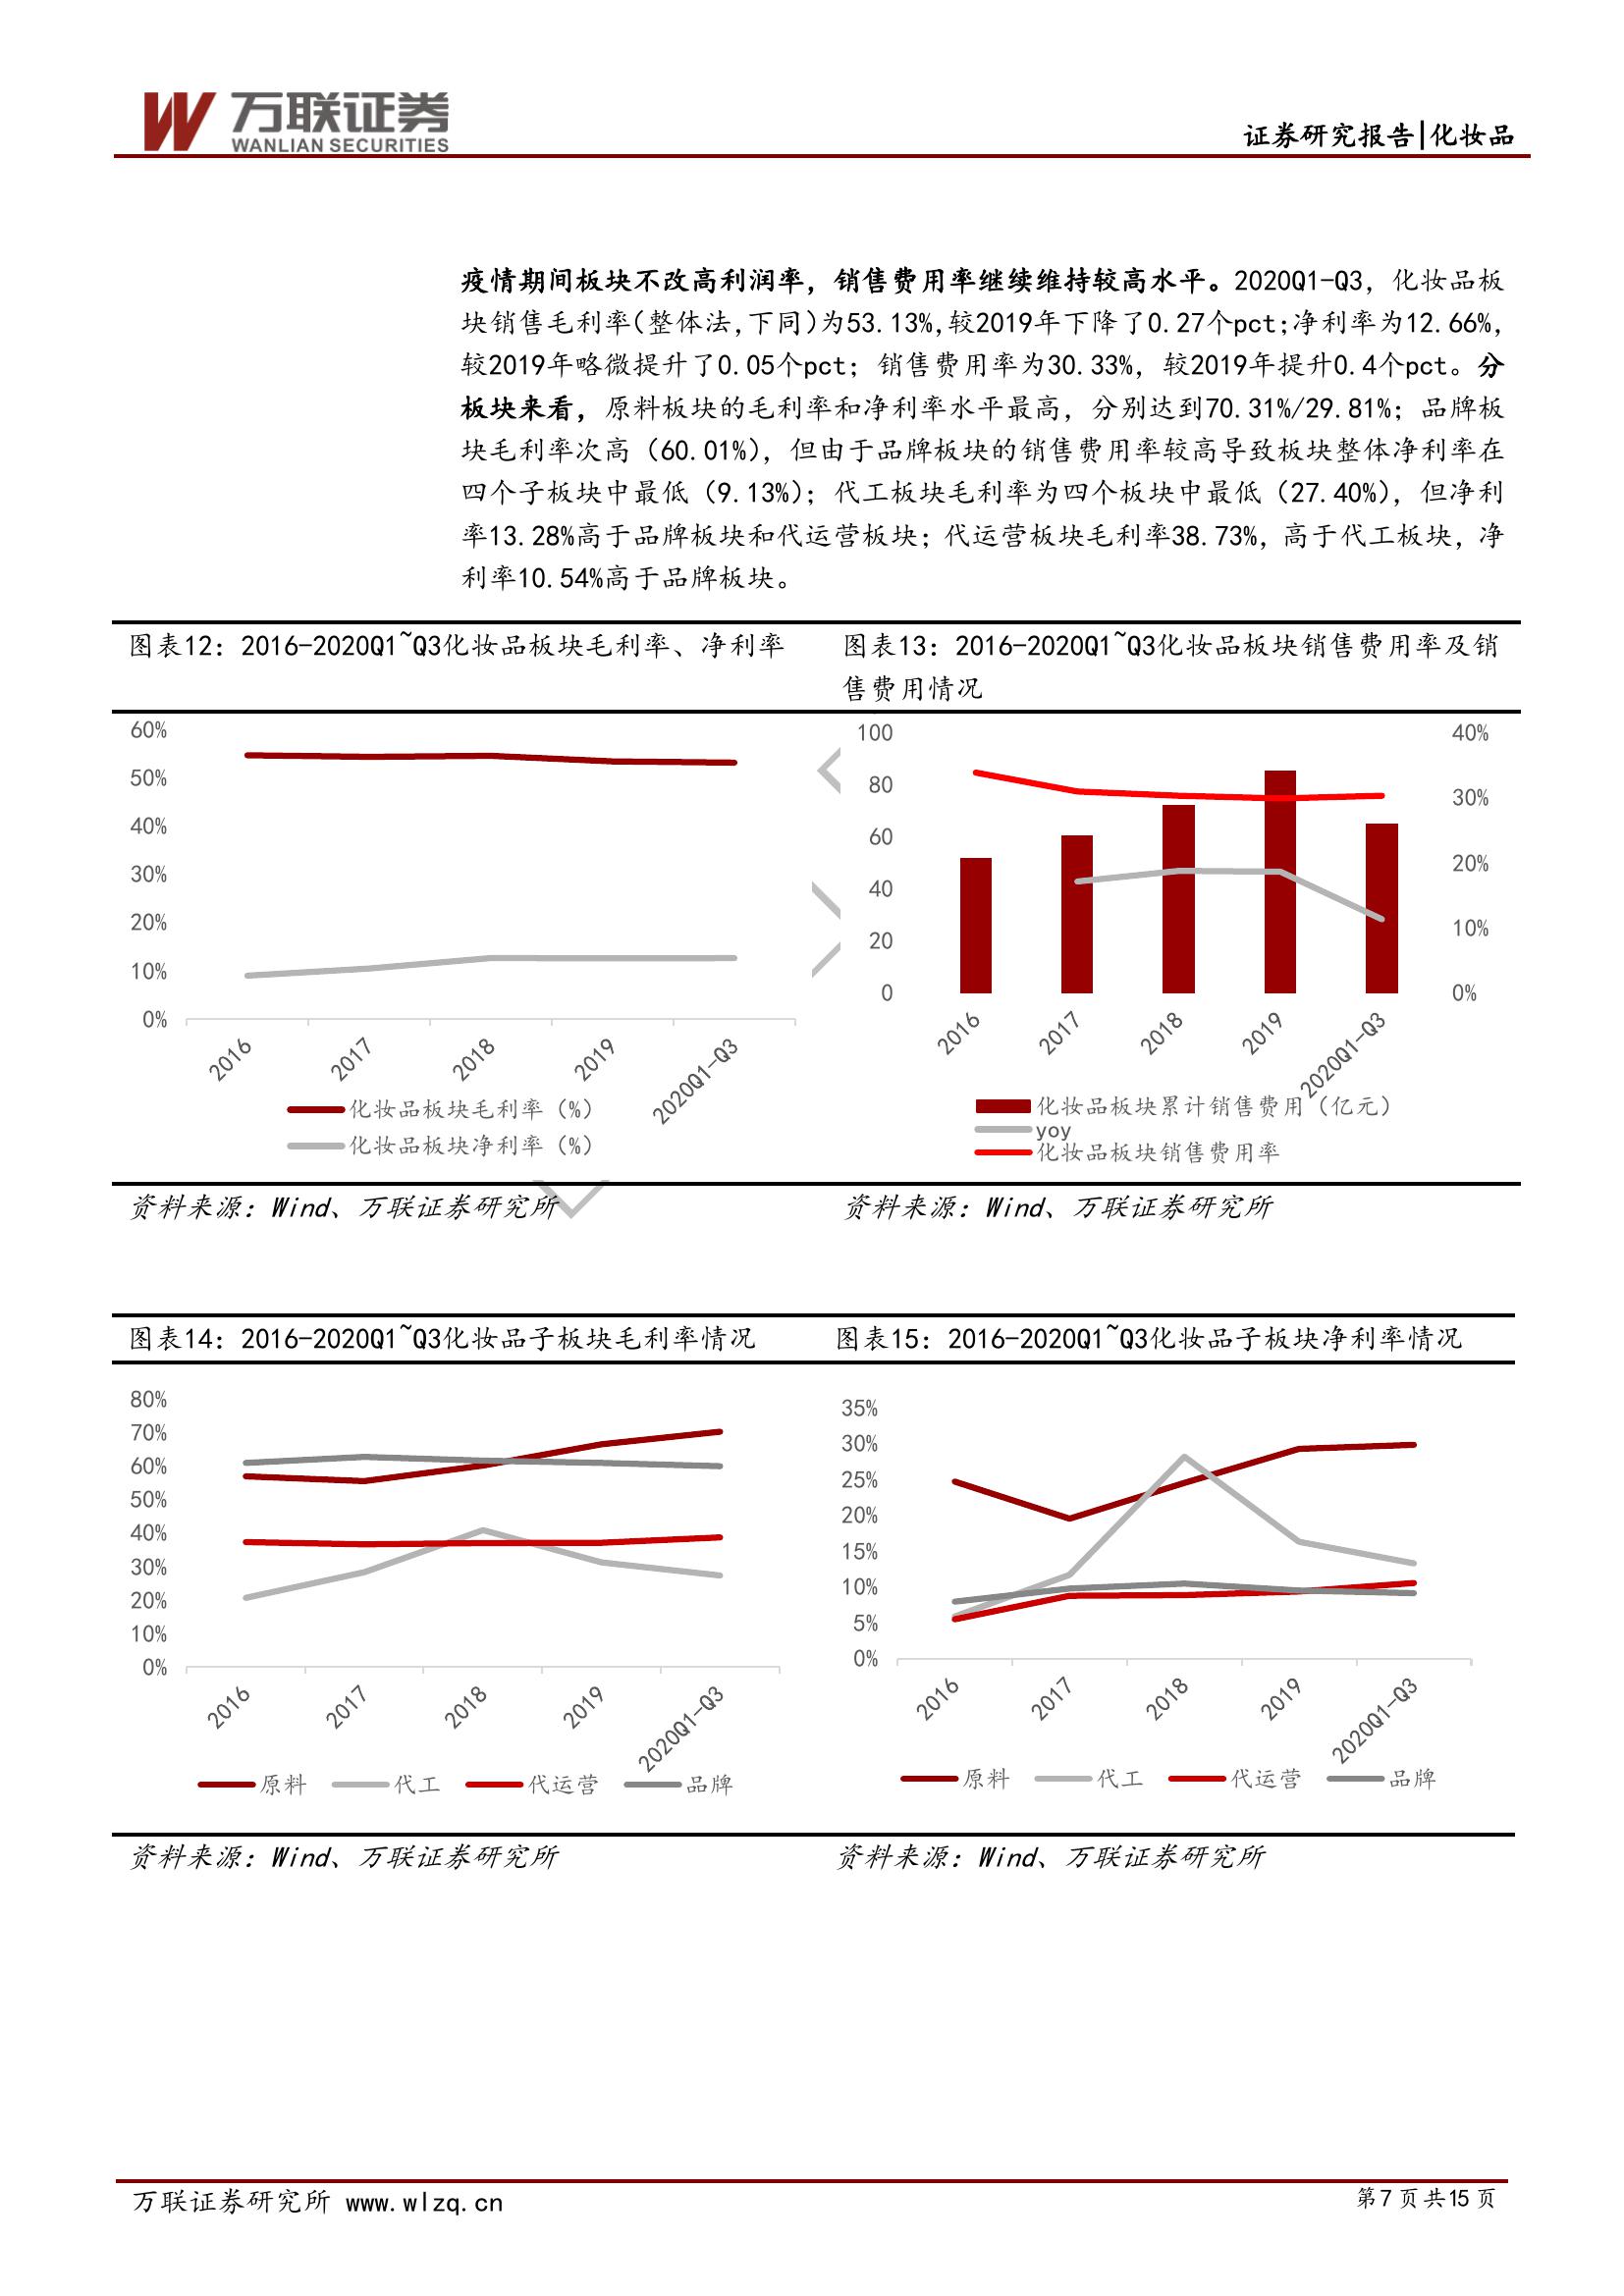 万联证券
WANLIAN SECURITIES
证券研究报告|化妆品
疫情期间板块不改高利润率，销售费用率继续维持较高水平。2020Q1-Q3，化妆品板
块销售毛利率（整体法，下同）为53.13%，较2019年下降了0.27个pct；净利率为12.66%，
较2019年略微提升了0.05个pct；销售费用率为30.33%，较2019年提升0.4个pct。分
板块来看，原料板块的毛利率和净利率水平最高，分别达到70.31%/29.81%；品牌板
块毛利率次高（60.01%），但由于品牌板块的销售费用率较高导致板块整体净利率在
四个子板块中最低（9.13%）；代工板块毛利率为四个板块中最低（27.40%），但净利
率13.28%高于品牌板块和代运营板块；代运营板块毛利率38.73%，高于代工板块，净
利率10.54%高于品牌板块。
图表12：2016-2020Q1~Q3化妆品板块毛利率、净利率
60%
50%
40%
30%
20%
10%
0%
2016
2017
2018
2019
2020Q1-Q3
化妆品板块毛利率（%）
化妆品板块净利率（%）
资料来源：Wind、万联证券研究所
图表13：2016-2020Q1~Q3化妆品板块销售费用率及销
售费用情况
100
80
60
40
20
0
40%
30%
20%
10%
0%
2016
2017
2018
2019
2020Q1-Q3
化妆品板块累计销售费用（亿元）
yoy
化妆品板块销售费用率
资料来源：Wind、万联证券研究所
图表14：2016-2020Q1~Q3化妆品子板块毛利率情况
80%
70%
60%
50%
40%
30%
20%
10%
0%
2016
2017
2018
2019
2020Q1-Q3
原料 代工 代运营 品牌
资料来源：Wind、万联证券研究所
图表15：2016-2020Q1~Q3化妆品子板块净利率情况
35%
30%
25%
20%
15%
10%
5%
0%
2016
2017
2018
2019
2020Q1-Q3
原料 代工 代运营 品牌
资料来源：Wind、万联证券研究所
万联证券研究所 www.wlzq.cn
第7页共15页